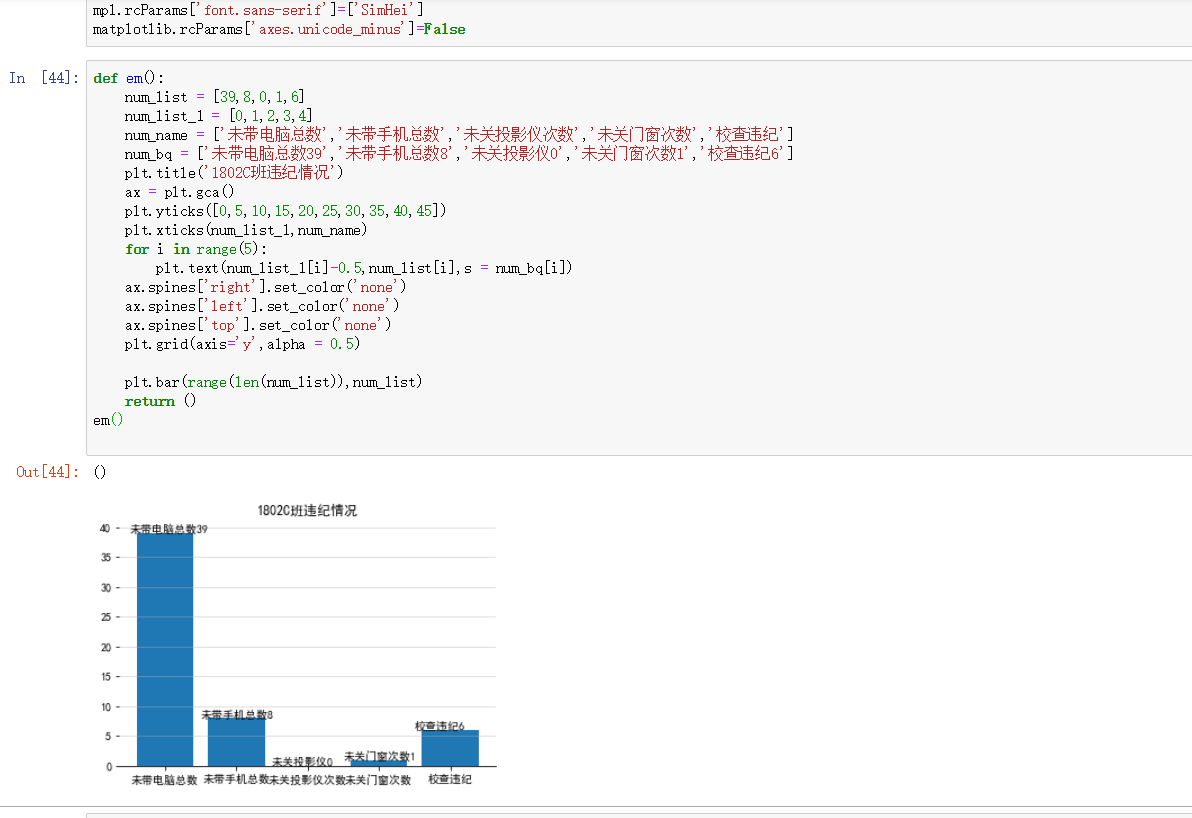 mpl.rcParams['font.sans-serif']=['SimHei']
matplotlib.rcParams['axes.unicode_minus']=False
In [44]:
def em():
num_list = [39,8,0,1,6]
num_list_1 = [0,1,2,3,4]
num_name = ['未带电脑总数','未带手机总数','未关投影仪次数','未关门窗次数','校查违纪']
num_bq = ['未带电脑总数39','未带手机总数8','未关投影仪0','未关门窗次数1','校查违纪6']
plt.title('1802C班违纪情况')
ax = plt.gca()
plt.yticks([0,5,10,15,20,25,30,35,40,45])
plt.xticks(num_list_1,num_name)
for i in range(5):
plt.text(num_list_1[i]-0.5,num_list[i],s = num_bq[i])
ax.spines['right'].set_color('none')
ax.spines['left'].set_color('none')
ax.spines['top'].set_color('none')
plt.grid(axis='y',alpha = 0.5)
plt.bar(range(len(num_list)),num_list)
return ()
em()
Out[44]: ()
1802C班违纪情况
40
未带电脑总数39
35
30
25
20
15
10
未带手机总数8
校查违纪6
5
未关门窗次数1
未关投影仪0
0
未带电脑总数 未带手机总数 未关投影仪次数 未关门窗次数 校查违纪